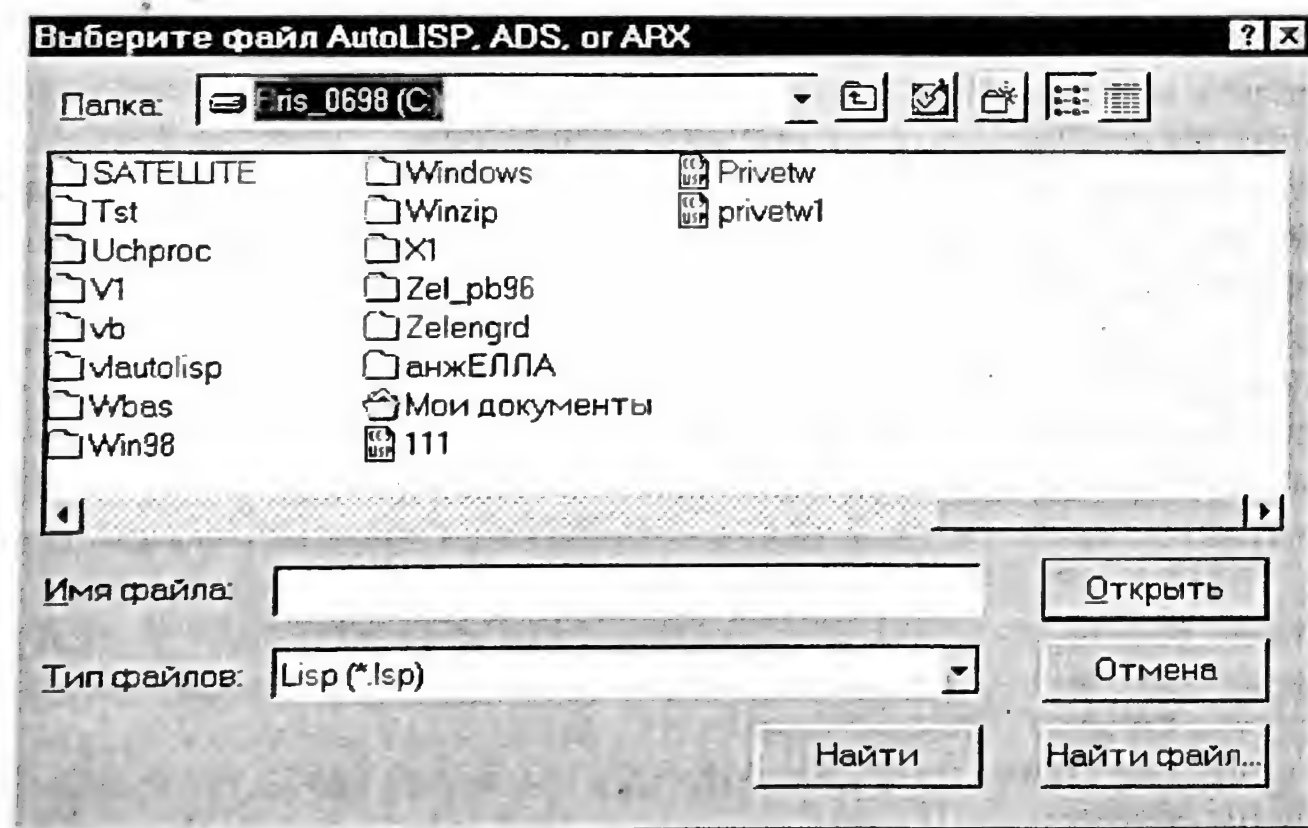 Выберите файл AutoLISP, ADS, or ARX
Папка: ris_0698 (C:)
SATELLITE
Tst
Uchproc
V1
vb
vlautolisp
Wbas
Win98
Windows
Winzip
X1
Zel_pb96
Zelengrd
анжЕЛЛА
Мои документы
111
Privetw
privetw1
Имя файла:
Открыть
Тип файлов: Lisp (*.lsp)
Отмена
Найти
Найти файл...